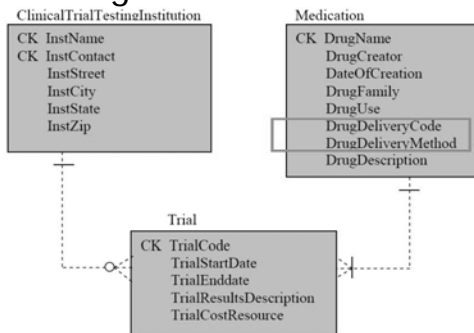 ClinicalTrialTestingInstitution
CK InstName
CK InstContact
InstStreet
InstCity
InstState
InstZip
Medication
CK DrugName
DrugCreator
DateOfCreation
DrugFamily
DrugUse
DrugDeliveryCode
DrugDeliveryMethod
DrugDescription
Trial
CK TrialCode
TrialStartDate
TrialEnddate
TrialResultsDescription
TrialCostResource